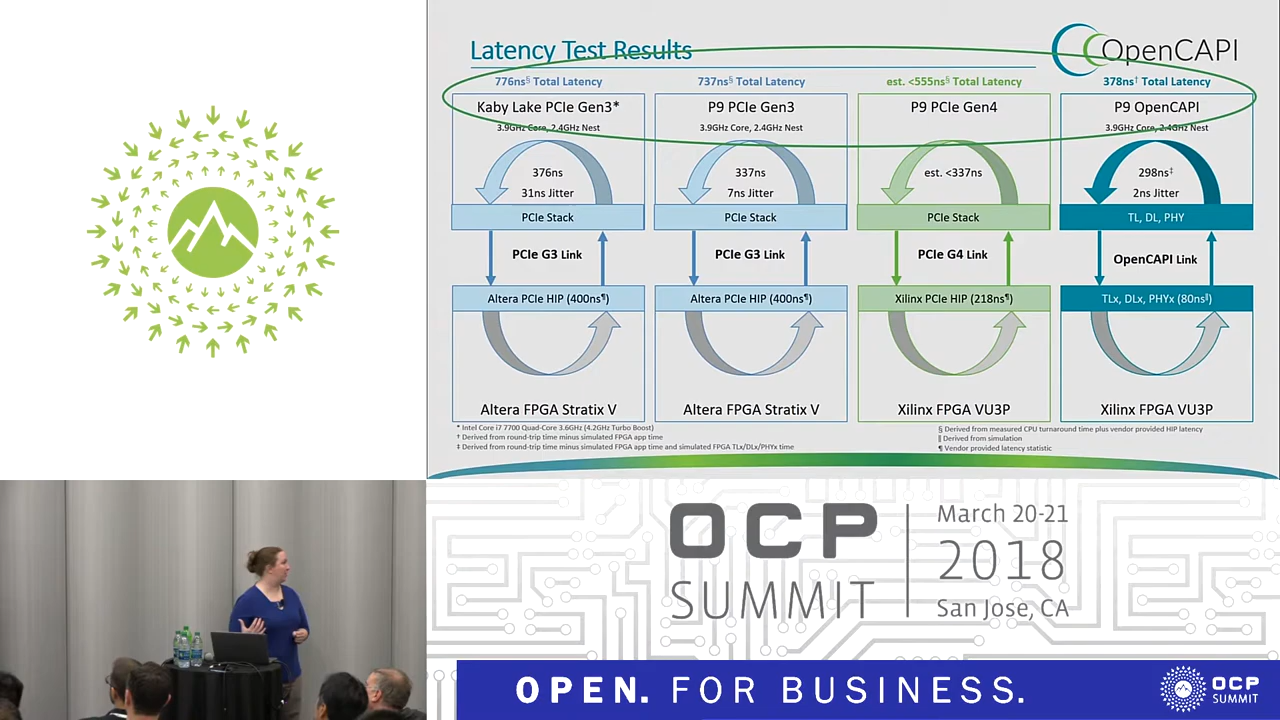 Latency Test Results
OpenCAPI
776ns§ Total Latency
Kaby Lake PCIe Gen3*
3.9GHz Core, 2.4GHz Nest
376ns
31ns Jitter
PCIe Stack
PCIe G3 Link
Altera PCIe HIP (400ns¶)
Altera FPGA Stratix V
737ns§ Total Latency
P9 PCIe Gen3
3.9GHz Core, 2.4GHz Nest
337ns
7ns Jitter
PCIe Stack
PCIe G3 Link
Altera PCIe HIP (400ns¶)
Altera FPGA Stratix V
est. <555ns§ Total Latency
P9 PCIe Gen4
est. <337ns
PCIe Stack
PCIe G4 Link
Xilinx PCIe HIP (218ns¶)
Xilinx FPGA VU3P
378ns† Total Latency
P9 OpenCAPI
3.9GHz Core, 2.4GHz Nest
298ns‡
2ns Jitter
TL, DL, PHY
OpenCAPI Link
TLx, DLx, PHYx (80ns‖)
Xilinx FPGA VU3P
* Intel Core i7 7700 Quad-Core 3.6GHz (4.2GHz Turbo Boost)
† Derived from round-trip time minus simulated FPGA app time
‡ Derived from round-trip time minus simulated FPGA app time and simulated FPGA TLx/DLx/PHYx time
§ Derived from measured CPU turnaround time plus vendor provided HIP latency
‖ Derived from simulation
¶ Vendor provided latency statistic
OCP
SUMMIT
March 20-21
2018
San Jose, CA
OPEN. FOR BUSINESS.
OCP
SUMMIT